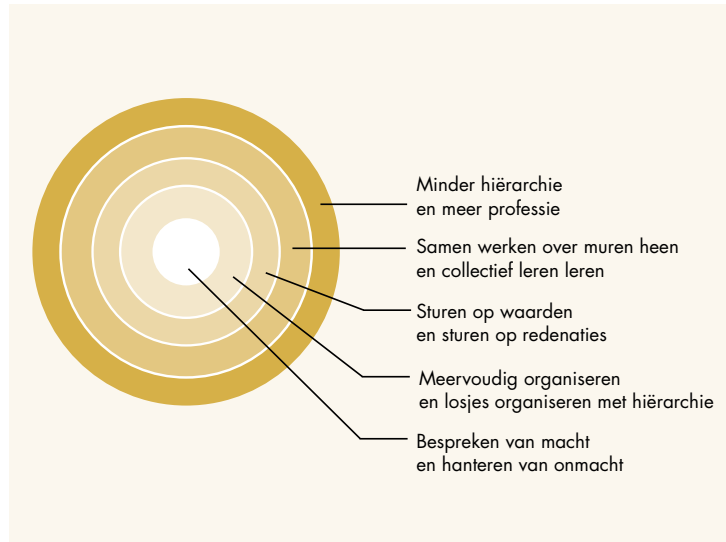 Minder hiërarchie
en meer professie
Samen werken over muren heen
en collectief leren leren
Sturen op waarden
en sturen op redenaties
Meervoudig organiseren
en losjes organiseren met hiërarchie
Bespreken van macht
en hanteren van onmacht